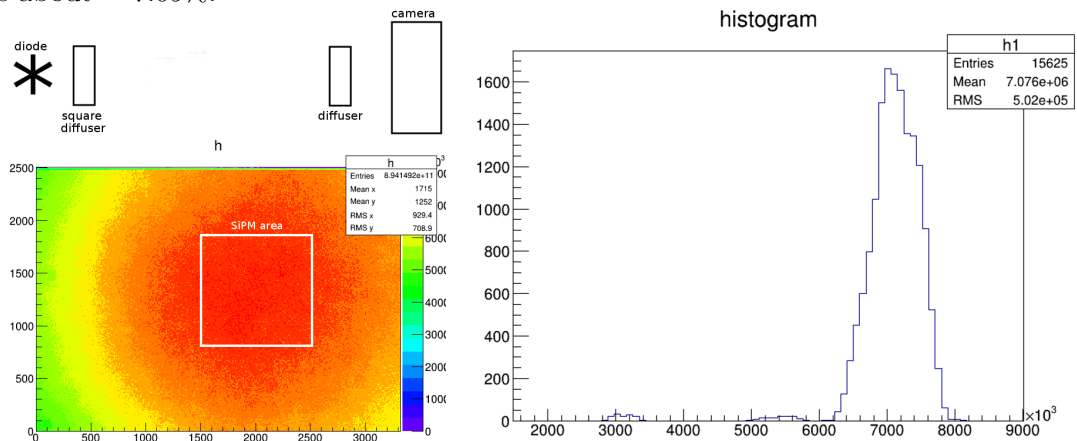 camera
diode
square
diffuser
diffuser
h
h
Entries 8.941492e+11
Mean x 1715
Mean y 1252
RMS x 929.4
RMS y 708.9
SiPM area
2500
2000
1500
1000
500
0
0 500 1000 1500 2000 2500 3000
6000
5000
4000
3000
2000
1000
0
histogram
h1
Entries 15625
Mean 7.076e+06
RMS 5.02e+05
1600
1400
1200
1000
800
600
400
200
0
2000 3000 4000 5000 6000 7000 8000 9000
×10³